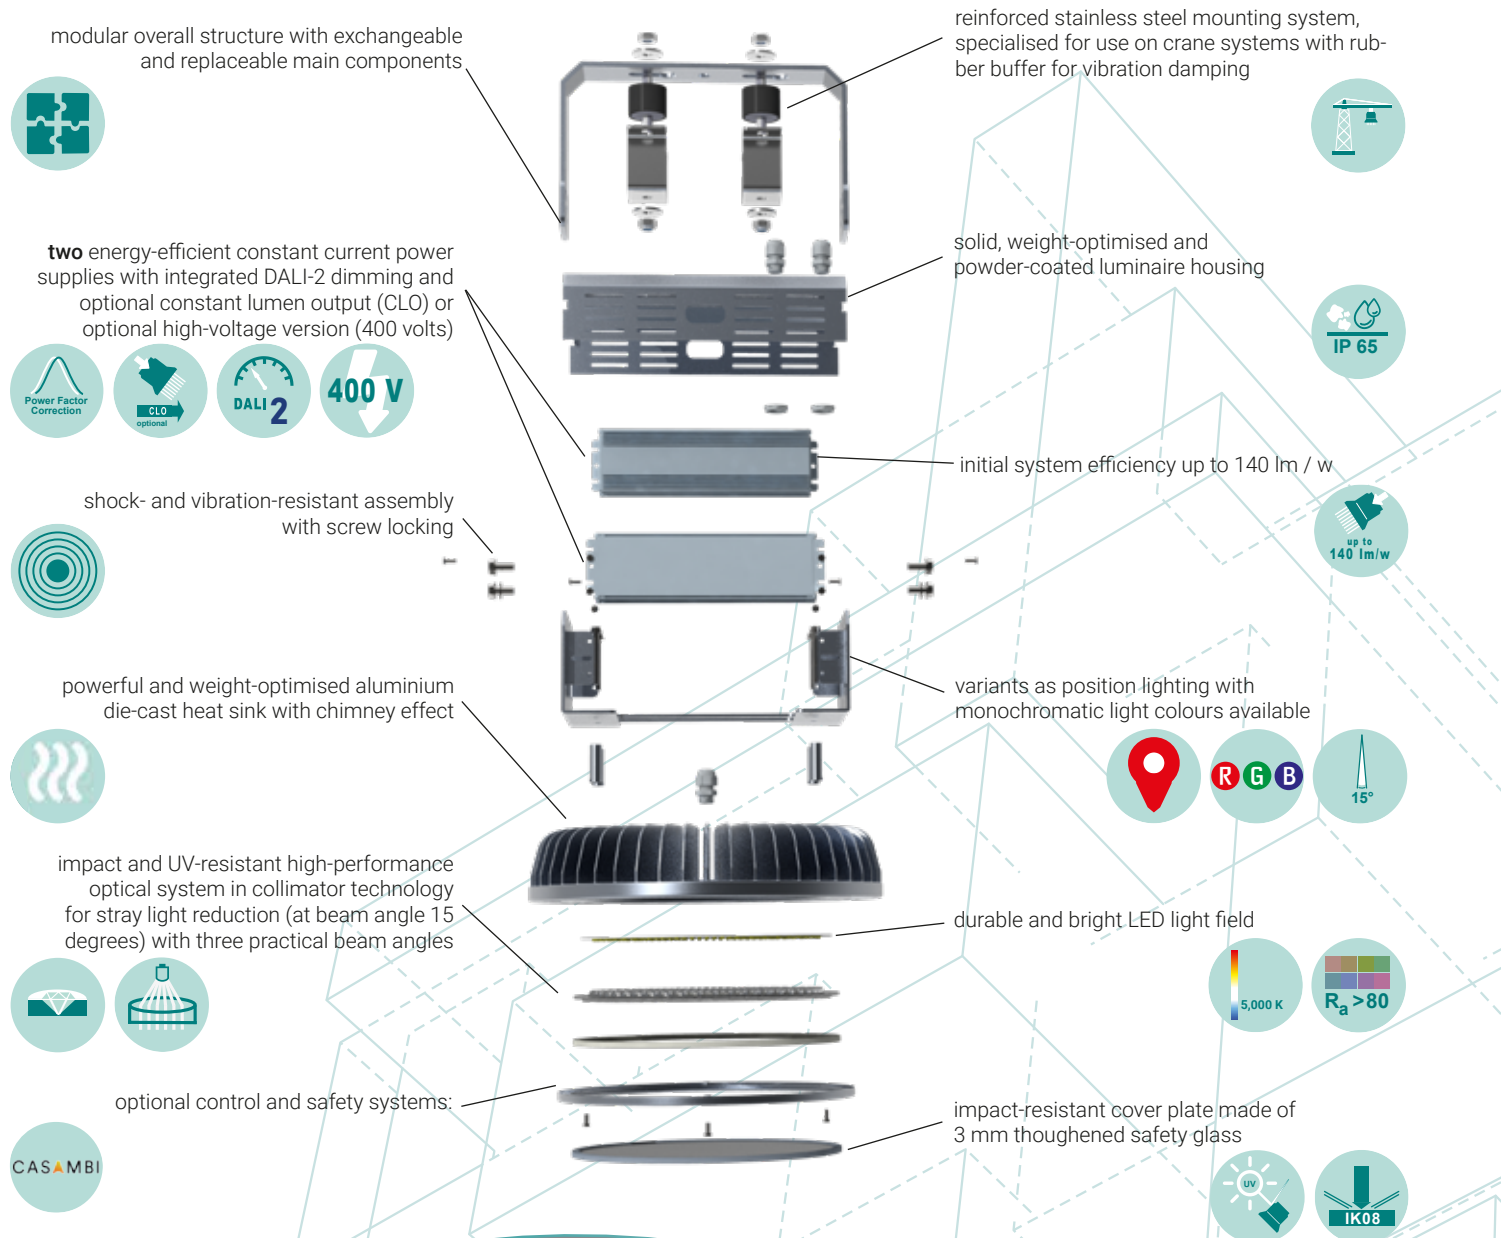 modular overall structure with exchangeable
and replaceable main components
reinforced stainless steel mounting system,
specialised for use on crane systems with rub-
ber buffer for vibration damping
two energy-efficient constant current power
supplies with integrated DALI-2 dimming and
optional constant lumen output (CLO) or
optional high-voltage version (400 volts)
Power Factor
Correction
CLO
optional
DALI 2
400 V
solid, weight-optimised and
powder-coated luminaire housing
IP 65
initial system efficiency up to 140 lm / w
up to
140 lm/w
shock- and vibration-resistant assembly
with screw locking
powerful and weight-optimised aluminium
die-cast heat sink with chimney effect
variants as position lighting with
monochromatic light colours available
R G B
15°
impact and UV-resistant high-performance
optical system in collimator technology
for stray light reduction (at beam angle 15
degrees) with three practical beam angles
durable and bright LED light field
5,000 K
Ra >80
optional control and safety systems:
CASAMBI
impact-resistant cover plate made of
3 mm thoughened safety glass
UV
IK08